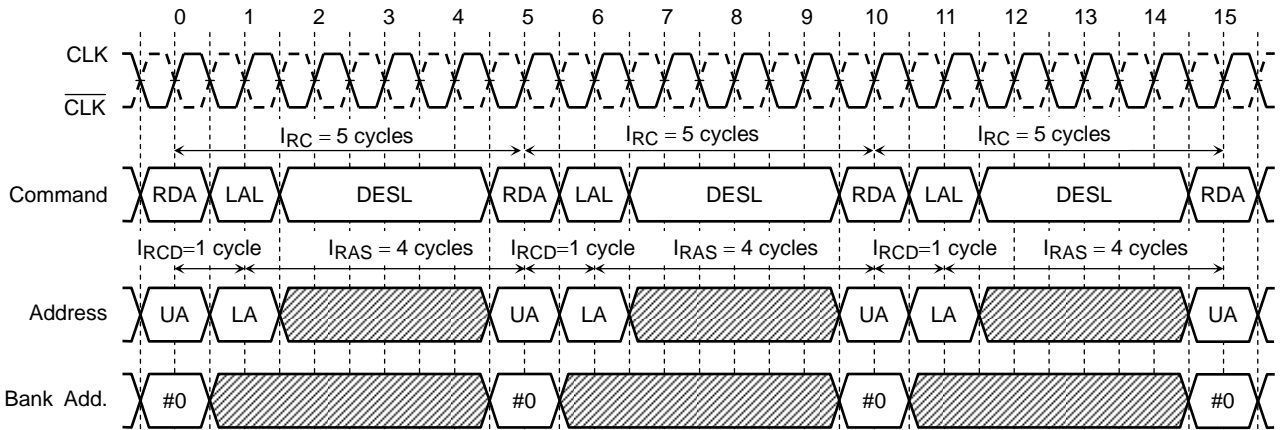 0 1 2 3 4 5 6 7 8 9 10 11 12 13 14 15
CLK
CLK
IRC = 5 cycles IRC = 5 cycles IRC = 5 cycles
Command RDA LAL DESL RDA LAL DESL RDA LAL DESL RDA
IRCD=1 cycle IRAS = 4 cycles IRCD=1 cycle IRAS = 4 cycles IRCD=1 cycle IRAS = 4 cycles
Address UA LA UA LA UA LA UA
Bank Add. #0 #0 #0 #0